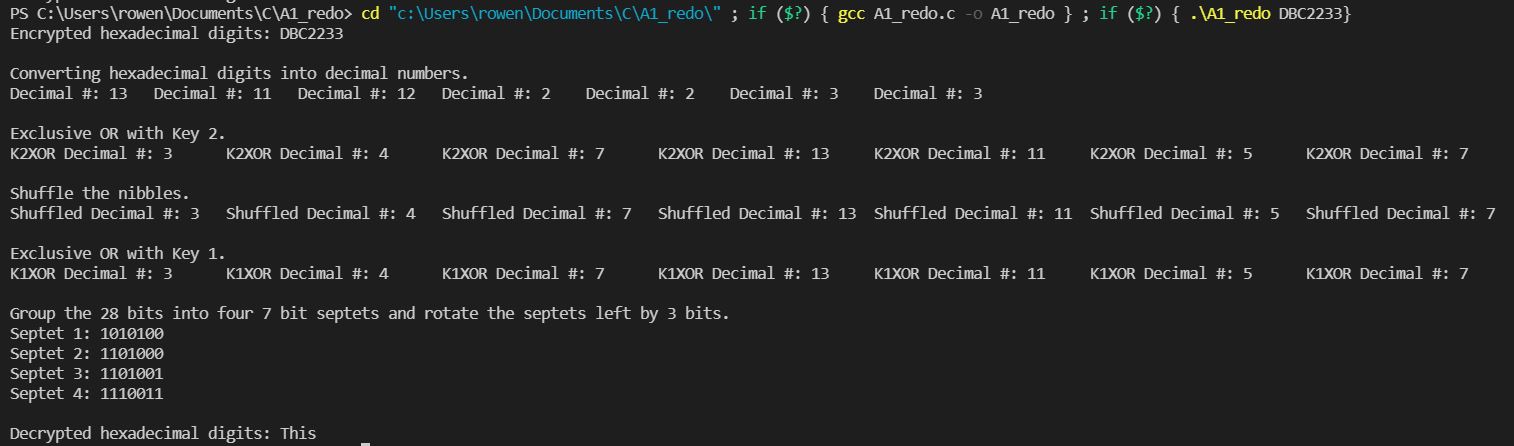 PS C:\Users\rowen\Documents\C\A1_redo> cd "c:\Users\rowen\Documents\C\A1_redo\" ; if ($?) { gcc A1_redo.c -o A1_redo } ; if ($?) { .\A1_redo DBC2233}
Encrypted hexadecimal digits: DBC2233
Converting hexadecimal digits into decimal numbers.
Decimal #: 13   Decimal #: 11   Decimal #: 12   Decimal #: 2    Decimal #: 2    Decimal #: 3    Decimal #: 3
Exclusive OR with Key 2.
K2XOR Decimal #: 3      K2XOR Decimal #: 4      K2XOR Decimal #: 7      K2XOR Decimal #: 13     K2XOR Decimal #: 11     K2XOR Decimal #: 5      K2XOR Decimal #: 7
Shuffle the nibbles.
Shuffled Decimal #: 3   Shuffled Decimal #: 4   Shuffled Decimal #: 7   Shuffled Decimal #: 13  Shuffled Decimal #: 11  Shuffled Decimal #: 5   Shuffled Decimal #: 7
Exclusive OR with Key 1.
K1XOR Decimal #: 3      K1XOR Decimal #: 4      K1XOR Decimal #: 7      K1XOR Decimal #: 13     K1XOR Decimal #: 11     K1XOR Decimal #: 5      K1XOR Decimal #: 7
Group the 28 bits into four 7 bit septets and rotate the septets left by 3 bits.
Septet 1: 1010100
Septet 2: 1101000
Septet 3: 1101001
Septet 4: 1110011
Decrypted hexadecimal digits: This